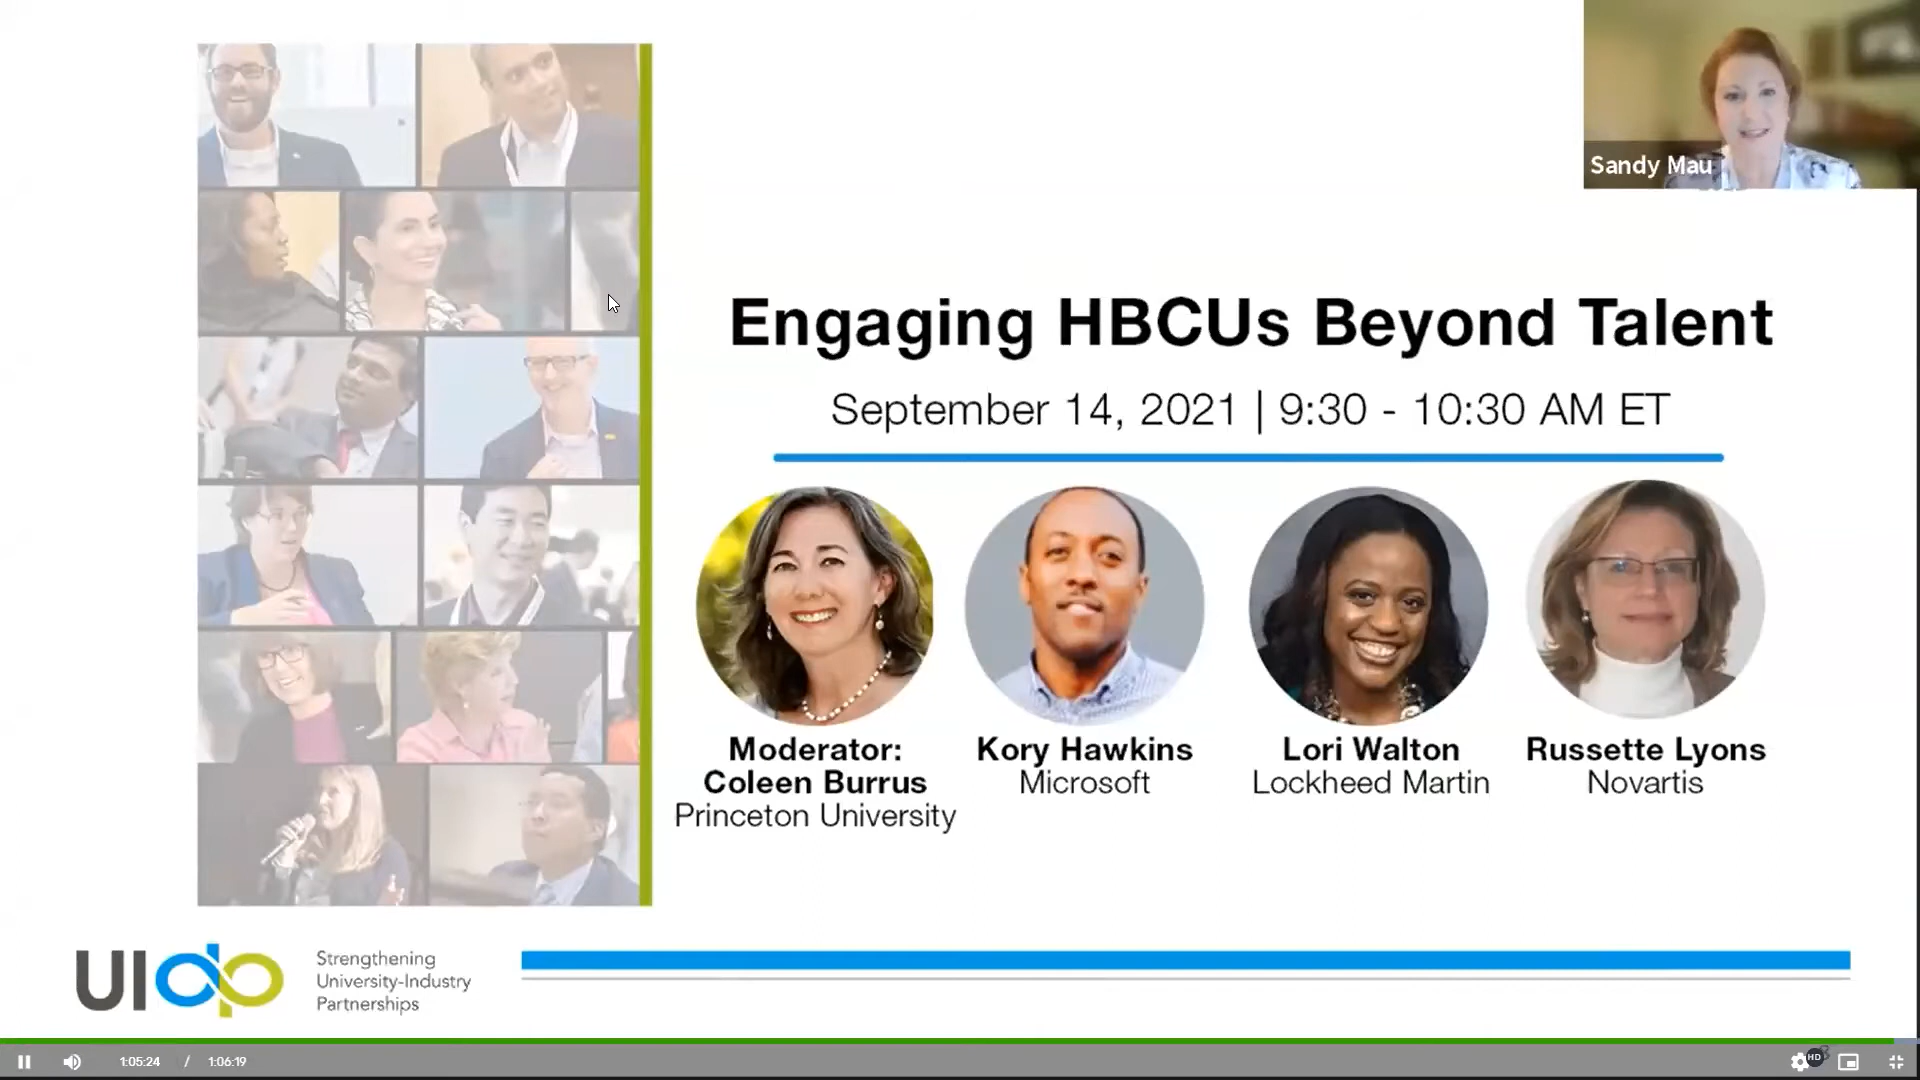 Sandy Mau
Engaging HBCUs Beyond Talent
September 14, 2021 | 9:30 - 10:30 AM ET
Moderator:
Coleen Burrus
Princeton University
Kory Hawkins
Microsoft
Lori Walton
Lockheed Martin
Russette Lyons
Novartis
UIDP
Strengthening
University-Industry
Partnerships
1:05:24 / 1:06:19
HD